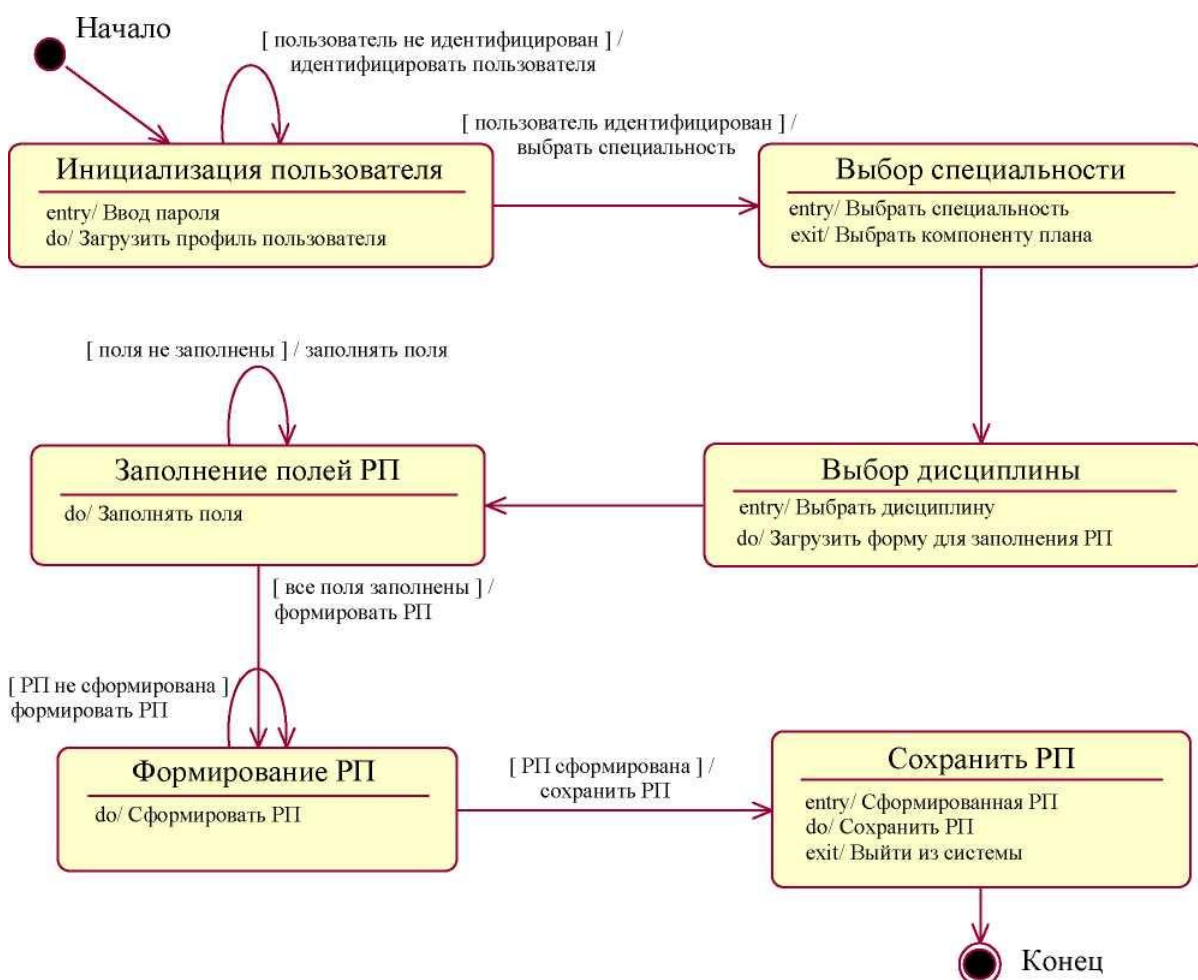 Начало
[ пользователь не идентифицирован ] /
идентифицировать пользователя
[ пользователь идентифицирован ] /
выбрать специальность
Инициализация пользователя
entry/ Ввод пароля
do/ Загрузить профиль пользователя
Выбор специальности
entry/ Выбрать специальность
exit/ Выбрать компоненту плана
[ поля не заполнены ] / заполнять поля
Заполнение полей РП
do/ Заполнять поля
Выбор дисциплины
entry/ Выбрать дисциплину
do/ Загрузить форму для заполнения РП
[ все поля заполнены ] /
формировать РП
[ РП не сформирована ] /
формировать РП
Формирование РП
do/ Сформировать РП
[ РП сформирована ] /
сохранить РП
Сохранить РП
entry/ Сформированная РП
do/ Сохранить РП
exit/ Выйти из системы
Конец